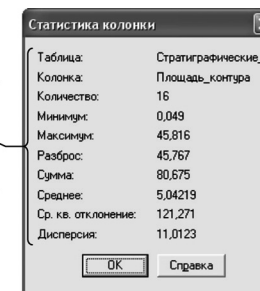 Статистика колонки
Таблица: Стратиграфические_
Колонка: Площадь_контура
Количество: 16
Минимум: 0,049
Максимум: 45,816
Разброс: 45,767
Сумма: 80,675
Среднее: 5,04219
Ср. кв. отклонение: 121,271
Дисперсия: 11,0123
OK Справка